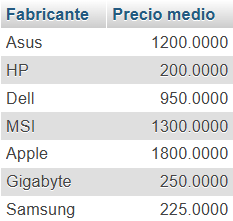 Fabricante Precio medio
Asus 1200.0000
HP 200.0000
Dell 950.0000
MSI 1300.0000
Apple 1800.0000
Gigabyte 250.0000
Samsung 225.0000